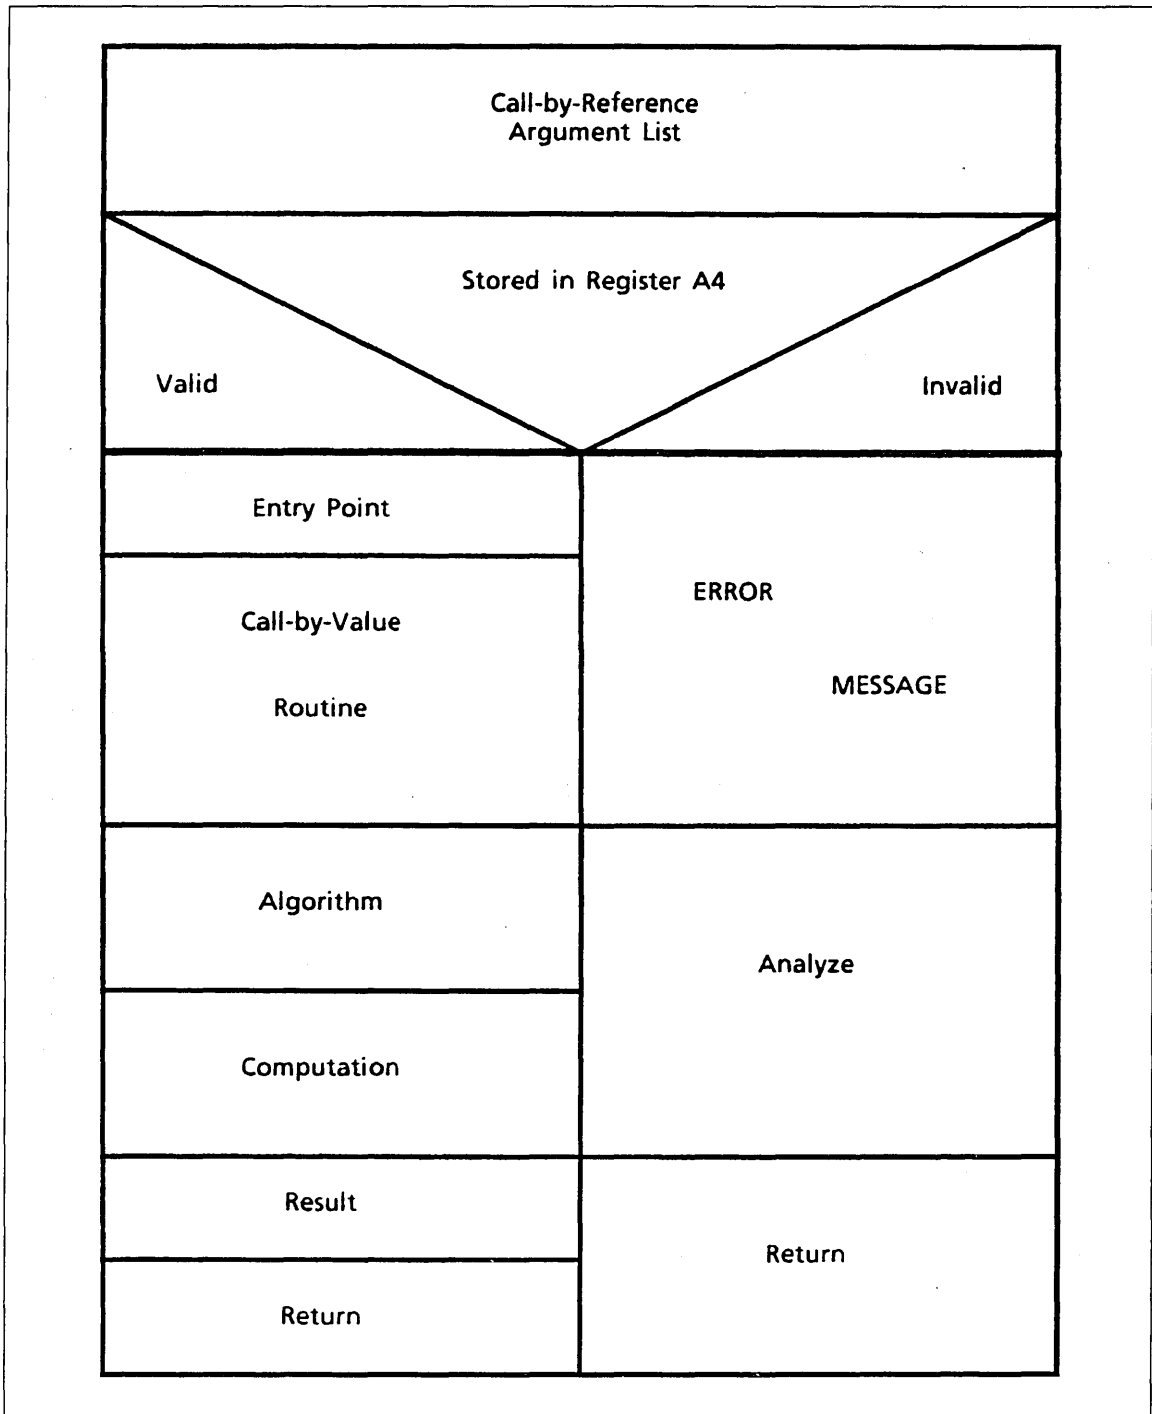 Call-by-Reference
Argument List
Stored in Register A4
Valid
Invalid
Entry Point
Call-by-Value
Routine
ERROR
MESSAGE
Algorithm
Computation
Analyze
Result
Return
Return